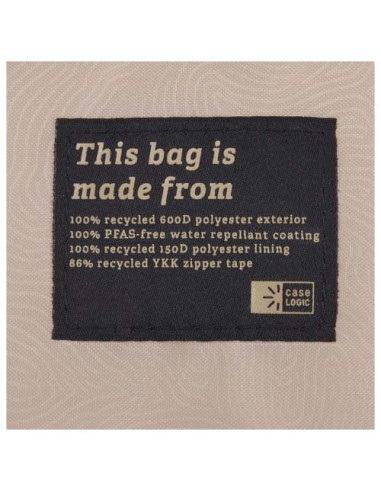 This bag is
made from
100% recycled 600D polyester exterior
100% PFAS-free water repellant coating
100% recycled 150D polyester lining
86% recycled YKK zipper tape
case
LOGIC